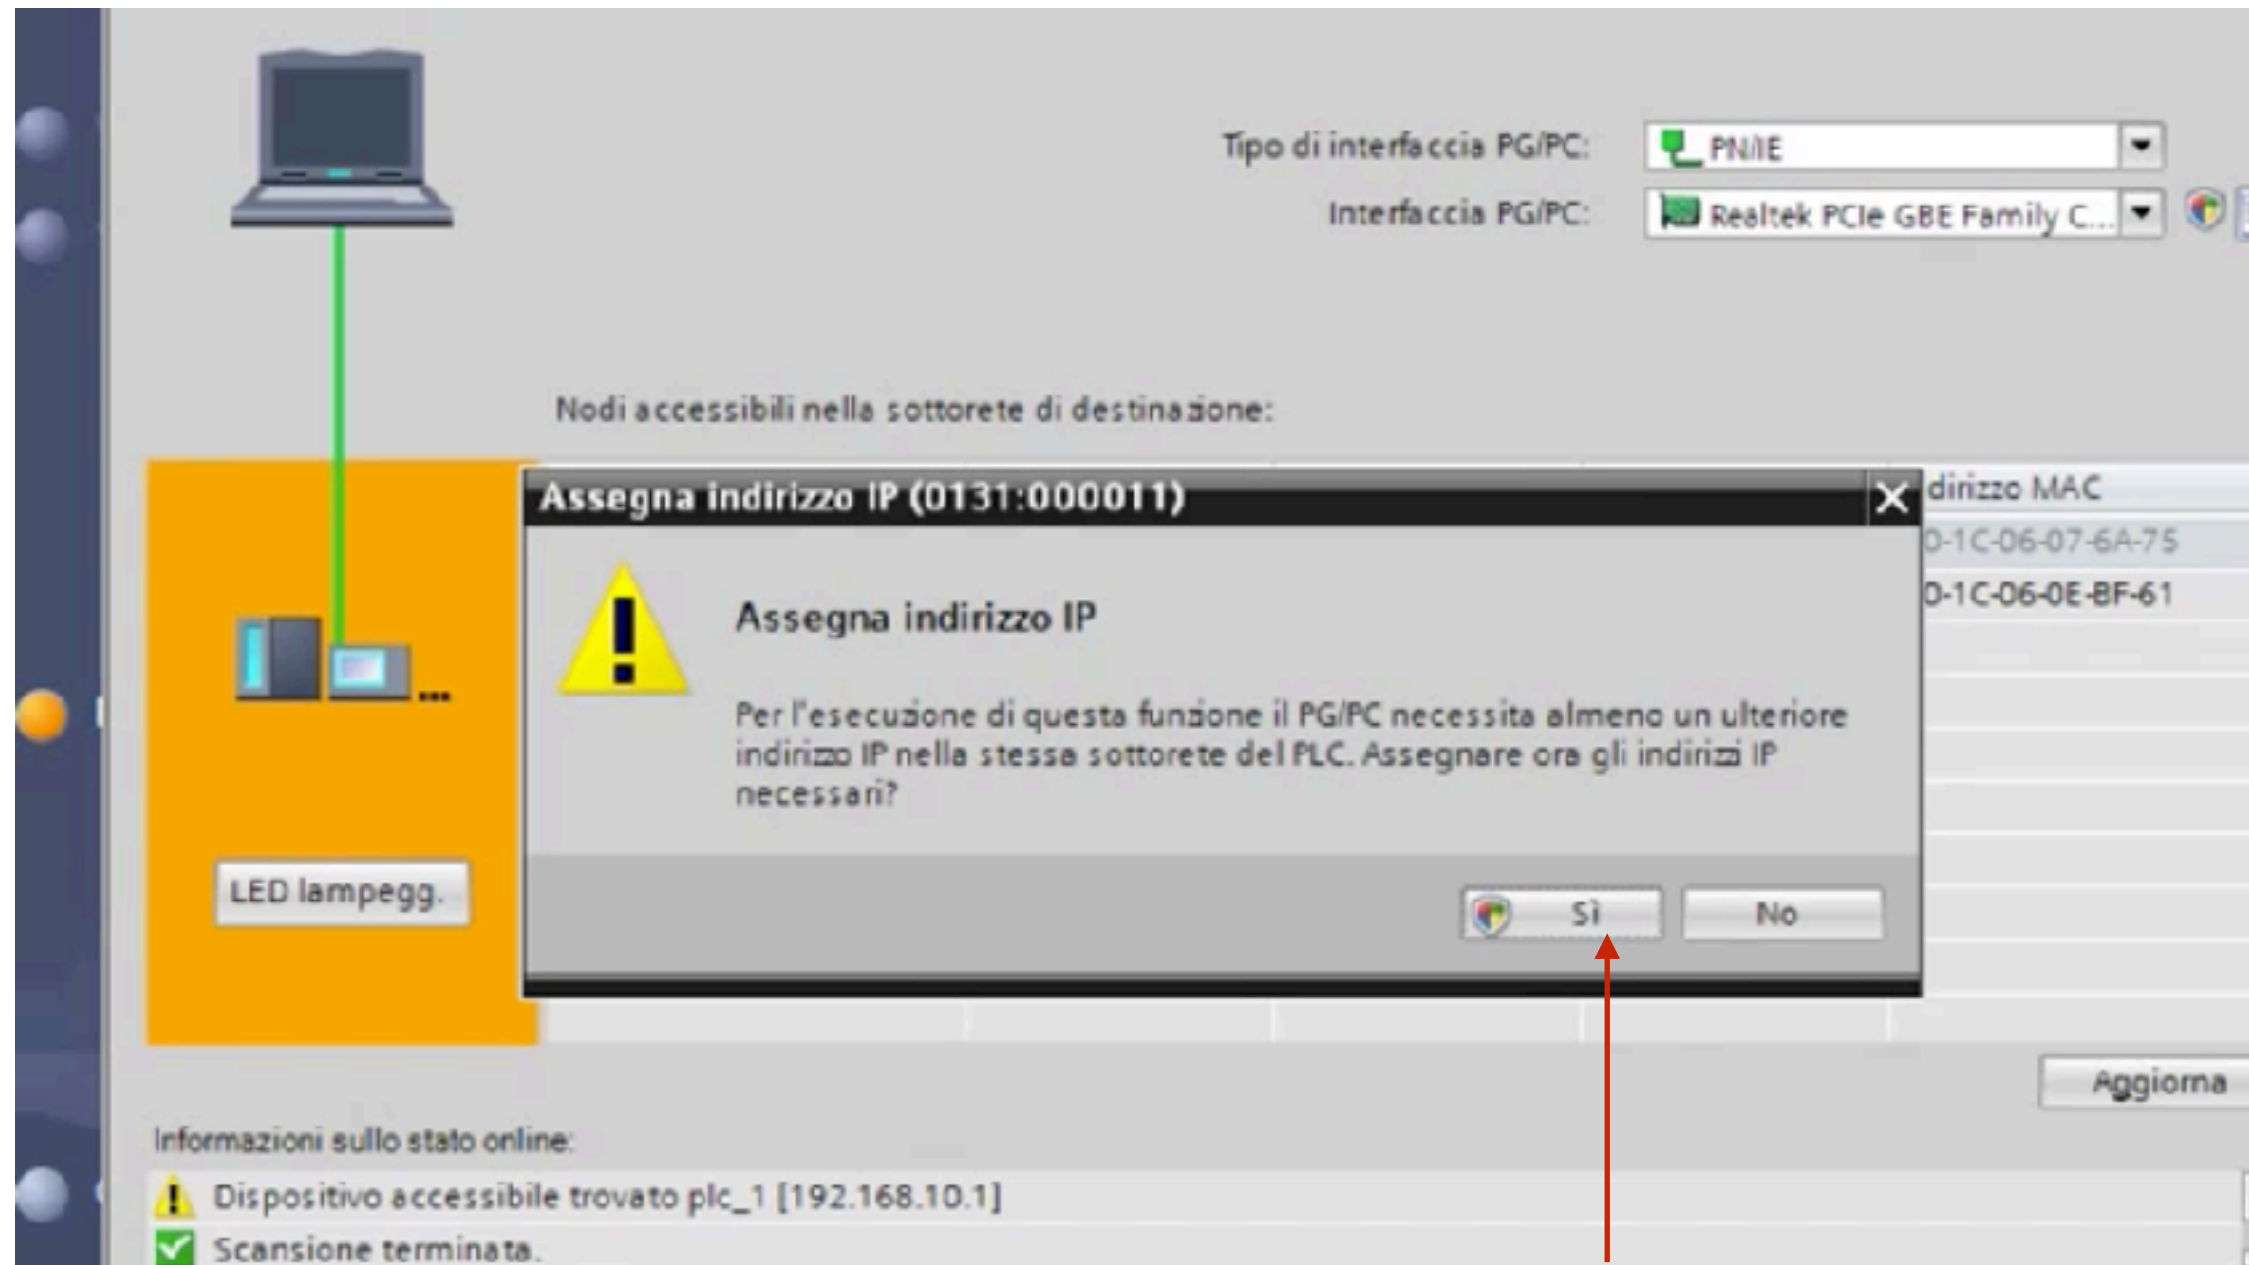 Tipo di interfaccia PG/PC:
PN/IE
Interfaccia PG/PC:
Realtek PCIe GBE Family C...
Nodi accessibili nella sottorete di destinazione:
Assegna indirizzo IP (0131:000011)
dirizzo MAC
0-1C-06-07-6A-75
0-1C-06-0E-BF-61
Assegna indirizzo IP
Per l'esecuzione di questa funzione il PG/PC necessita almeno un ulteriore
indirizzo IP nella stessa sottorete del PLC. Assegnare ora gli indirizzi IP
necessari?
...
LED lampegg.
Sì
No
Aggiorna
Informazioni sullo stato online:
Dispositivo accessibile trovato plc_1 [192.168.10.1]
Scansione terminata.